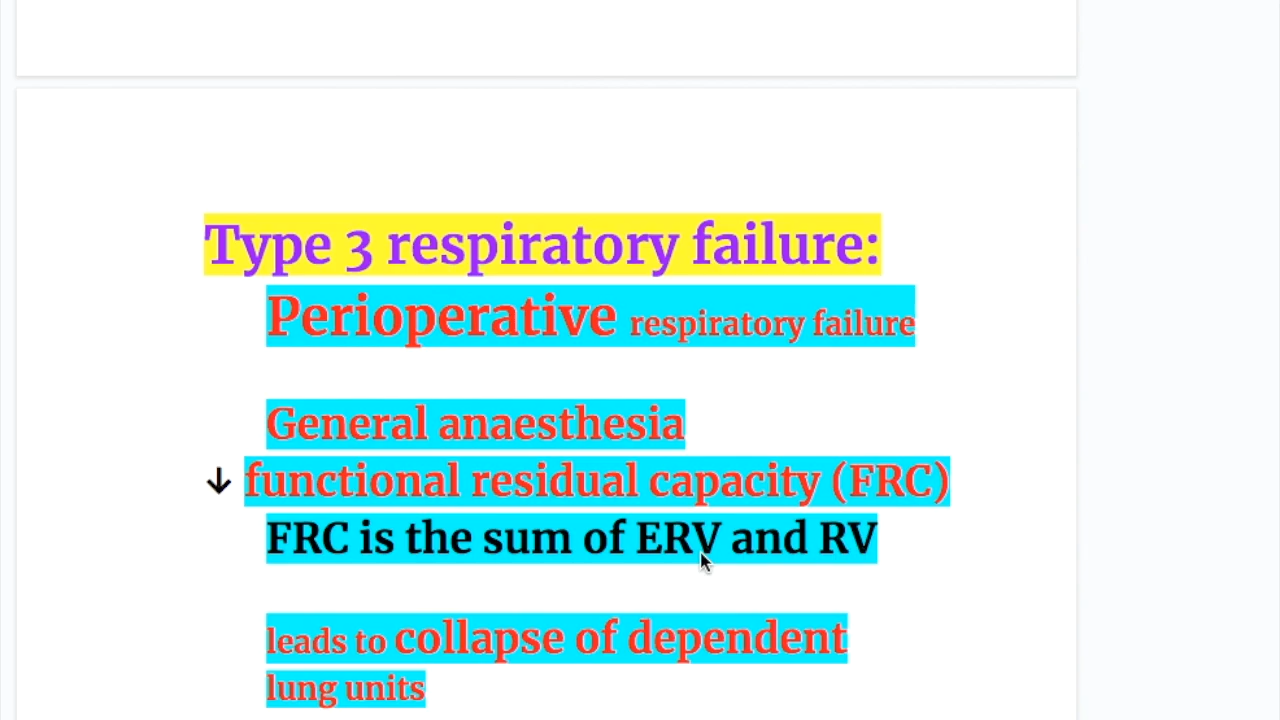 Type 3 respiratory failure:
Perioperative respiratory failure
General anaesthesia
↓ functional residual capacity (FRC)
FRC is the sum of ERV and RV
leads to collapse of dependent
lung units